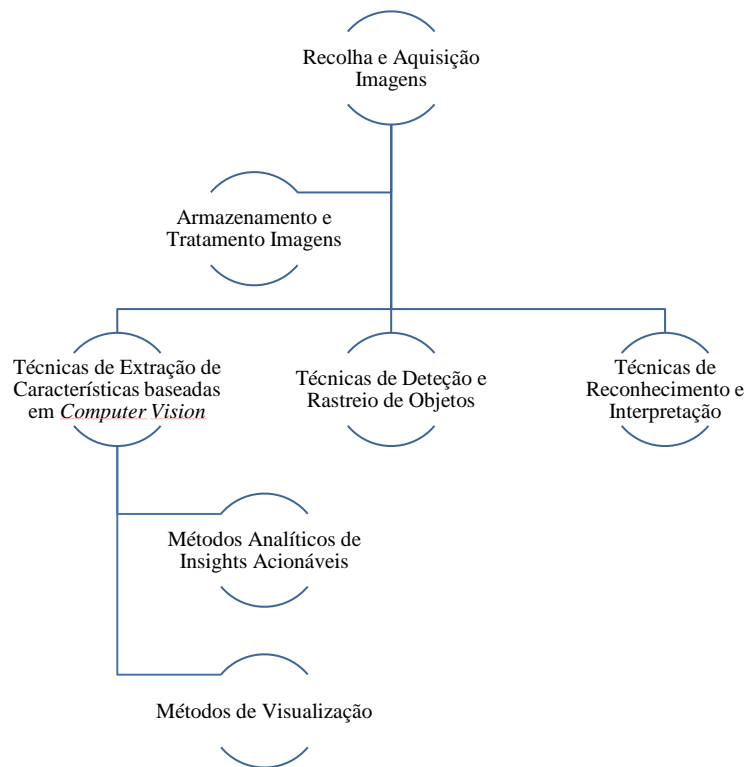 Recolha e Aquisição
Imagens
Armazenamento e
Tratamento Imagens
Técnicas de Extração de
Características baseadas
em Computer Vision
Técnicas de Deteção e
Rastreio de Objetos
Técnicas de
Reconhecimento e
Interpretação
Métodos Analíticos de
Insights Acionáveis
Métodos de Visualização